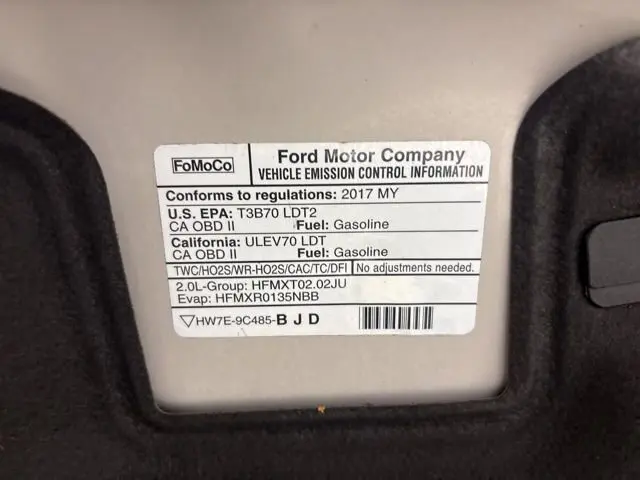 FoMoCo
Ford Motor Company
VEHICLE EMISSION CONTROL INFORMATION
Conforms to regulations: 2017 MY
U.S. EPA: T3B70 LDT2
CA OBD II Fuel: Gasoline
California: ULEV70 LDT
CA OBD II Fuel: Gasoline
TWC/HO2S/WR-HO2S/CAC/TC/DFI No adjustments needed.
2.0L-Group: HFMXT02.02JU
Evap: HFMXR0135NBB
HW7E-9C485-B J D